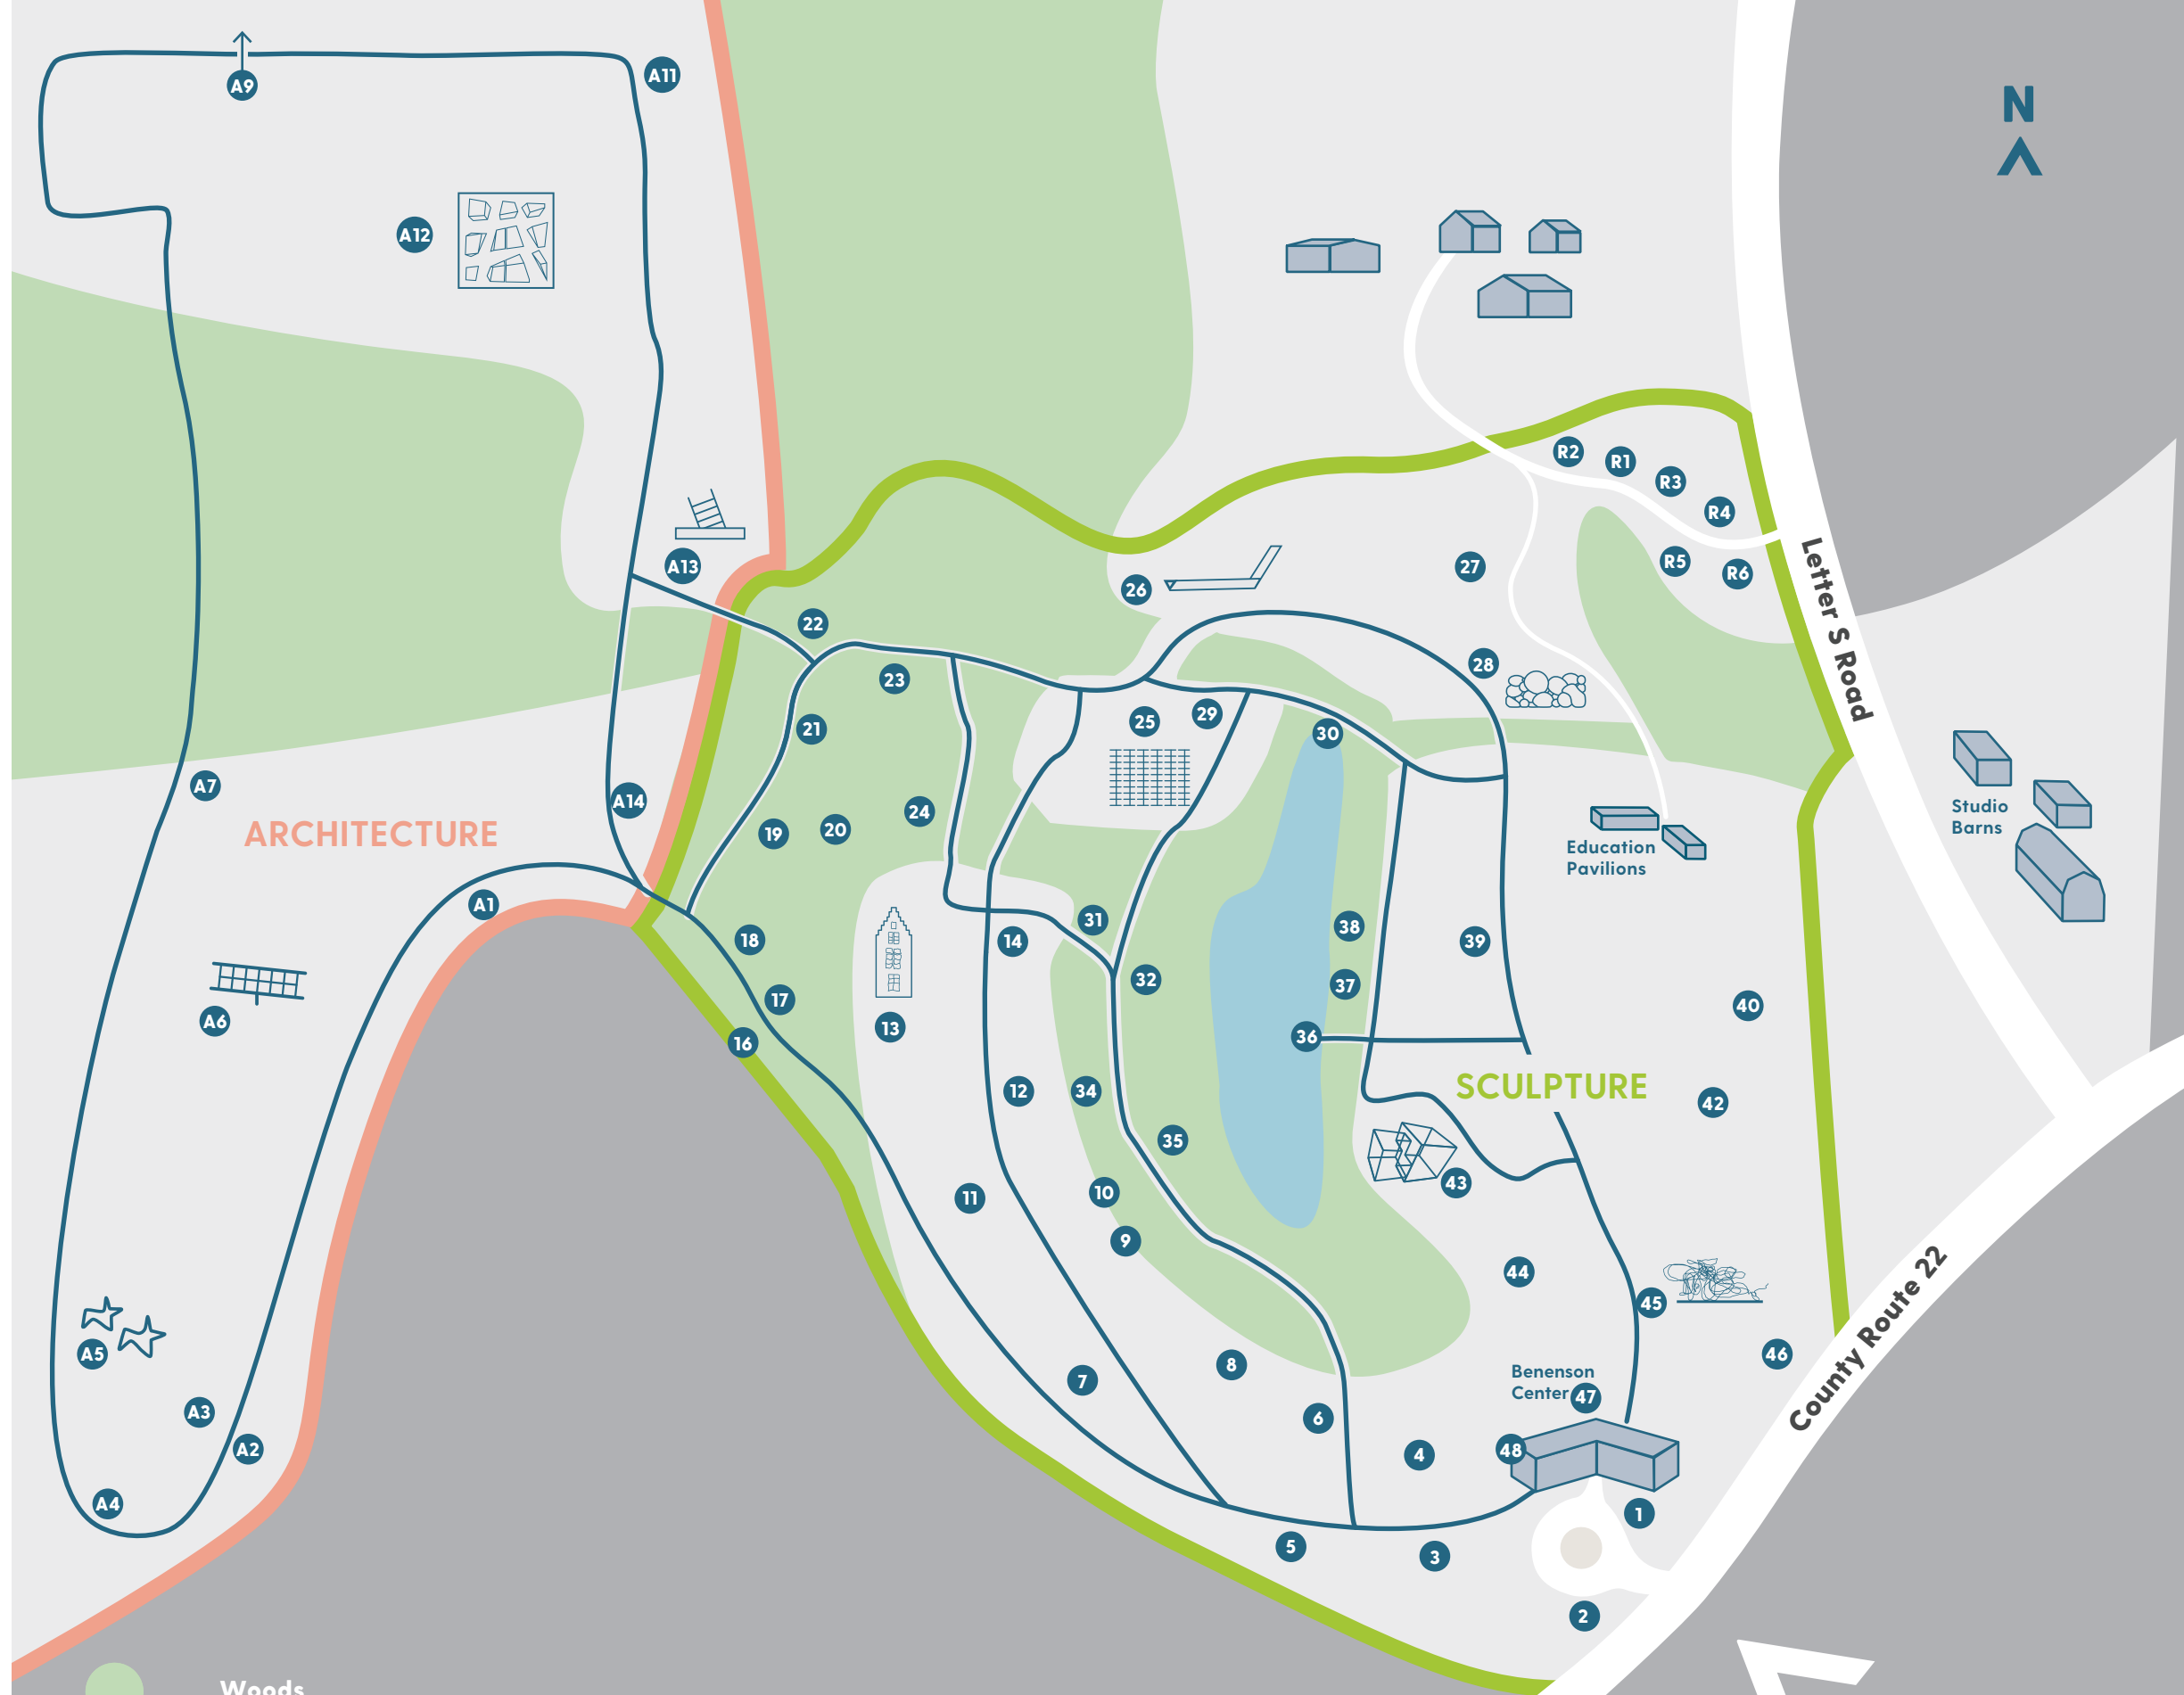 A9
A11
N
A12
R2
R1
R3
R4
R5
R6
A13
26
27
Letter S Road
22
23
28
21
25
29
30
A7
A14
ARCHITECTURE
19
20
24
Studio
Barns
Education
Pavilions
A1
18
14
31
38
39
A6
17
13
32
37
40
16
36
12
34
SCULPTURE
42
35
43
11
10
9
44
45
A5
46
County Route 22
A3
7
8
Benenson
Center
47
A2
6
4
48
A4
1
5
3
2
Woods